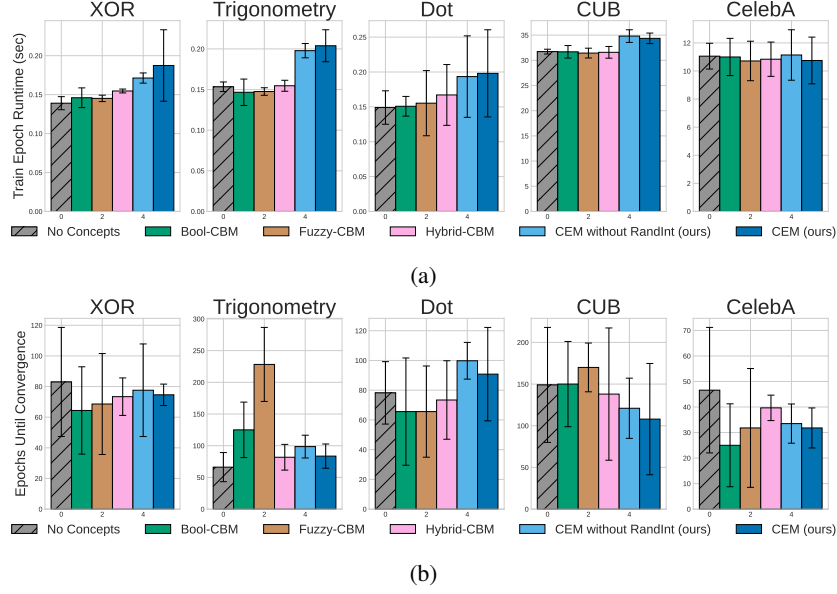 XOR Trigonometry Dot CUB CelebA
Train Epoch Runtime (sec)
0.20 0.15 0.10 0.05 0.00
0.20 0.15 0.10 0.05 0.00
0.25 0.20 0.15 0.10 0.05 0.00
35 30 25 20 15 10 5 0
12 10 8 6 4 2 0
0 2 4 0 2 4 0 2 4 0 2 4 0 2 4
No Concepts Bool-CBM Fuzzy-CBM Hybrid-CBM CEM without RandInt (ours) CEM (ours)
(a)
XOR Trigonometry Dot CUB CelebA
Epochs Until Convergence
120 100 80 60 40 20 0
300 250 200 150 100 50 0
120 100 80 60 40 20 0
200 150 100 50 0
70 60 50 40 30 20 10 0
0 2 4 0 2 4 0 2 4 0 2 4 0 2 4
No Concepts Bool-CBM Fuzzy-CBM Hybrid-CBM CEM without RandInt (ours) CEM (ours)
(b)